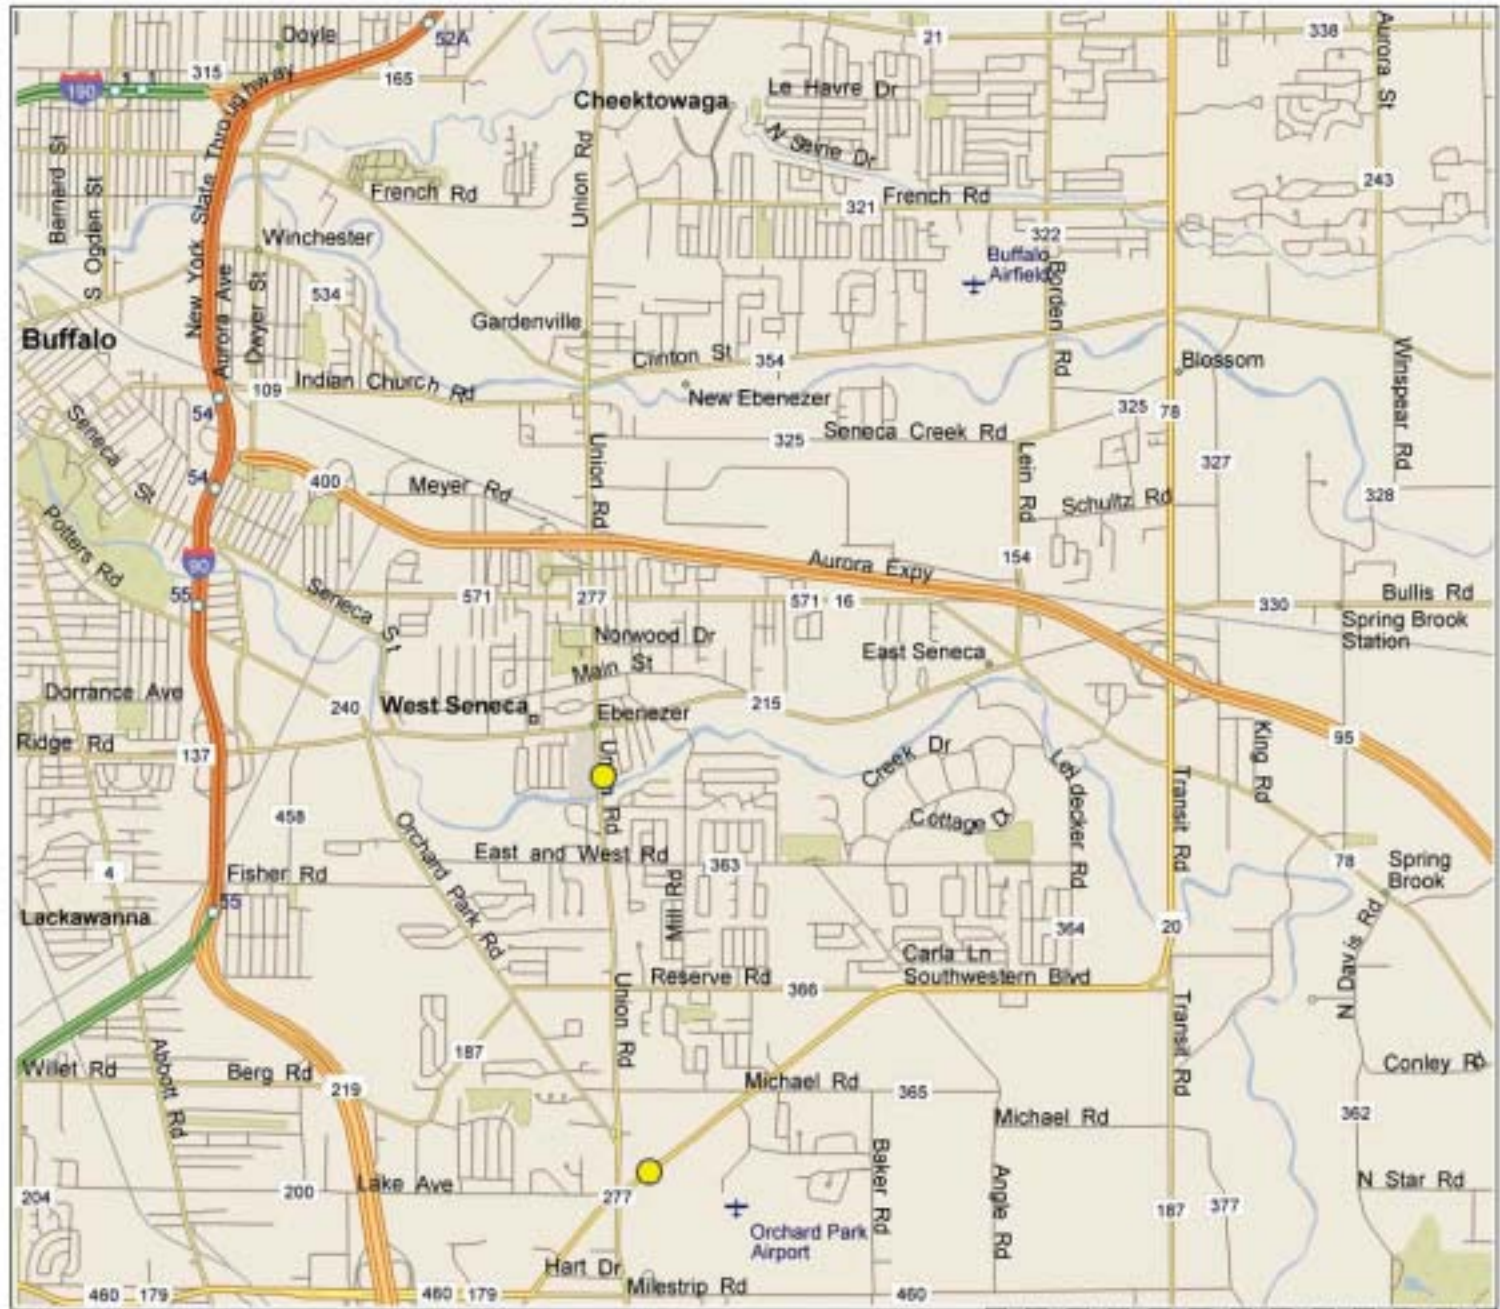 Doyle
52A
21
338
Aurora St
315
165
190
Cheektowaga
Le Havre Dr
New York State Throughway
Barnard St
S Ogden St
Union Rd
N Seine Dr
French Rd
French Rd
321
243
Winchester
322
Buffalo
Airfield
Borden Rd
534
Aurora Ave
Dwyer St
Gardenville
Buffalo
Clinton St
354
Blossom
Winspear Rd
109
Indian Church Rd
New Ebenezer
54
325
78
Seneca St
325
Seneca Creek Rd
Union Rd
Lein Rd
327
54
400
Meyer Rd
Schultz Rd
328
Potters Rd
90
154
Aurora Expy
55
Seneca St
571
277
571
16
330
Bullis Rd
Spring Brook
Station
Norwood Dr
Main St
East Seneca
Dorrance Ave
240
West Seneca
215
Ebenezer
Ridge Rd
137
Union Rd
Creek Dr
Leydecker Rd
King Rd
95
Transit Rd
458
Orchard Park Rd
Cottage
East and West Rd
363
78
Spring
Brook
4
Fisher Rd
Mill Rd
55
Lackawanna
364
20
N Davis Rd
Carla Ln
Reserve Rd
366
Southwestern Blvd
Union Rd
Transit Rd
187
Willet Rd
Abbott Rd
Berg Rd
219
Michael Rd
365
Conley Rd
Michael Rd
362
Baker Rd
Angle Rd
204
200
Lake Ave
277
N Star Rd
187
377
Orchard Park
Airport
Hart Dr
Milestrip Rd
460
179
460
179
460